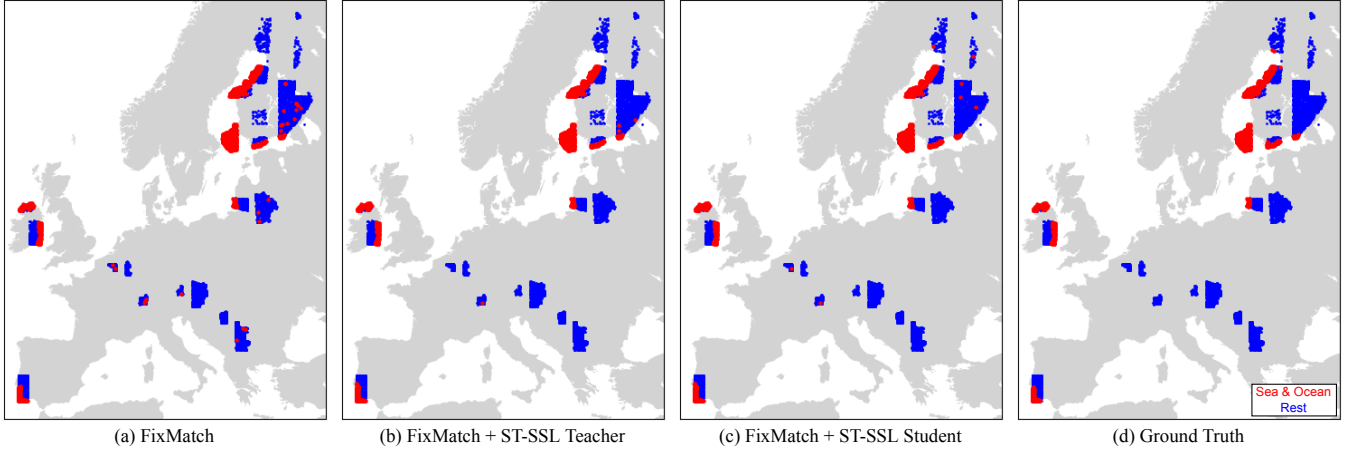 Sea & Ocean
Rest
(a) FixMatch
(b) FixMatch + ST-SSL Teacher
(c) FixMatch + ST-SSL Student
(d) Ground Truth